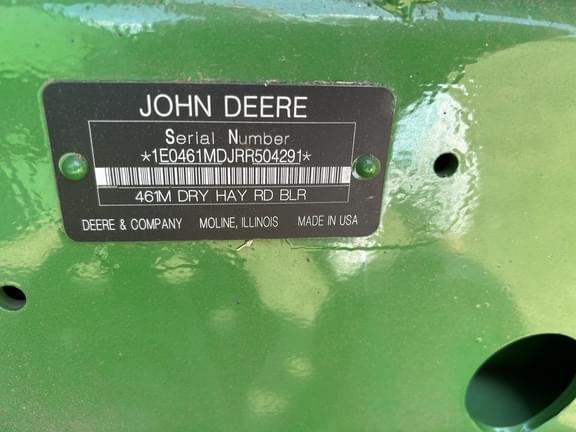 JOHN DEERE
Serial Number
*1E0461MDJRR504291*
461M DRY HAY RD BLR
DEERE & COMPANY MOLINE, ILLINOIS MADE IN USA